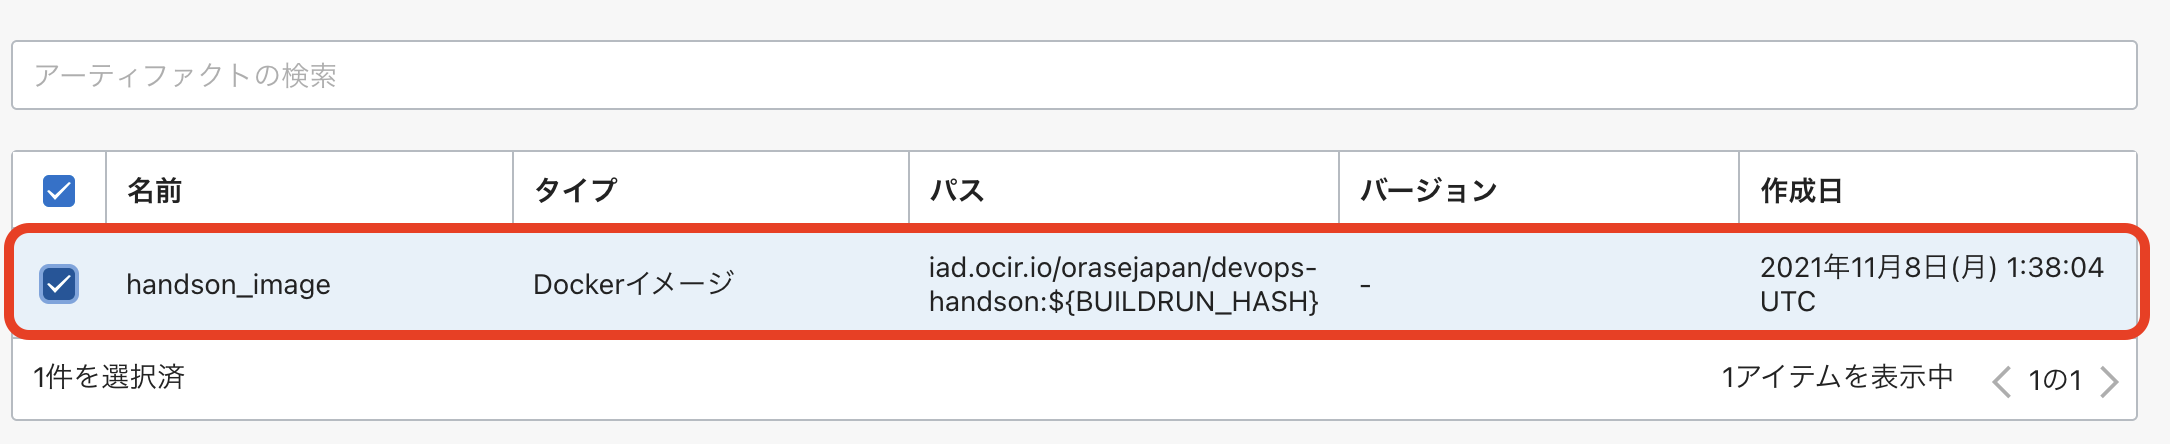 アーティファクトの検索
名前 タイプ パス バージョン 作成日
handson_image Dockerイメージ iad.ocir.io/orasejapan/devops- - 2021年11月8日(月) 1:38:04
handson:${BUILDRUN_HASH} UTC
1件を選択済 1アイテムを表示中 1の1